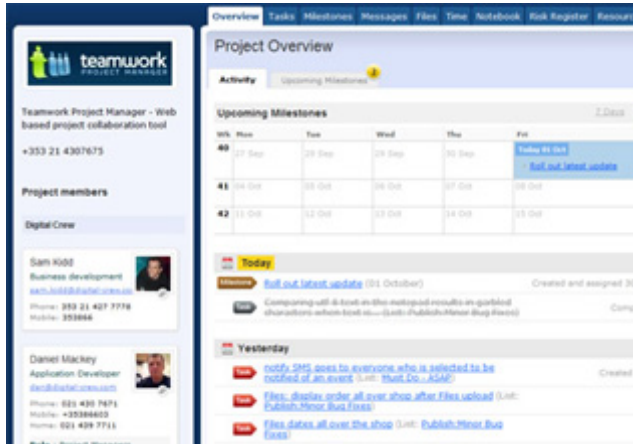 Overview Tasks Milestones Messages Files Time Notebook Risk Register Resour
teamwork
PROJECT MANAGER
Project Overview
Activity Upcoming Milestones
Teamwork Project Manager - Web
based project collaboration tool
+353 21 4307675
Project members
Digital Crew
Upcoming Milestones 7 Days
Wk Mon Tue Wed Thu Fri
40 27 Sep 28 Sep 29 Sep 30 Sep Today 01 Oct
Roll out latest update
41 04 Oct 05 Oct 06 Oct 07 Oct 08 Oct
42 11 Oct 12 Oct 13 Oct 14 Oct 15 Oct
Sam Kidd
Business development
Phone: 353 21 427 7778
Mobile: 353866
Daniel Mackey
Application Developer
dan@digital-crew.com
Phone: 021 430 7671
Mobile: +35386603
Home: 021 439 7711
Today
Milestone Roll out latest update (01 October) Created and assigned
Task Comparing utf-8 text in the notepad results in garbled
characters when text is... (List: Publish Minor Bug Fixes)
Yesterday
Task notify SMS goes to everyone who is selected to be
notified of an event (List: Must Do - ASAP) Created
Task Files: display order all over shop after Files upload (List:
Publish Minor Bug Fixes)
Task Files dates all over the shop (List: Publish Minor Bug
Fixes)